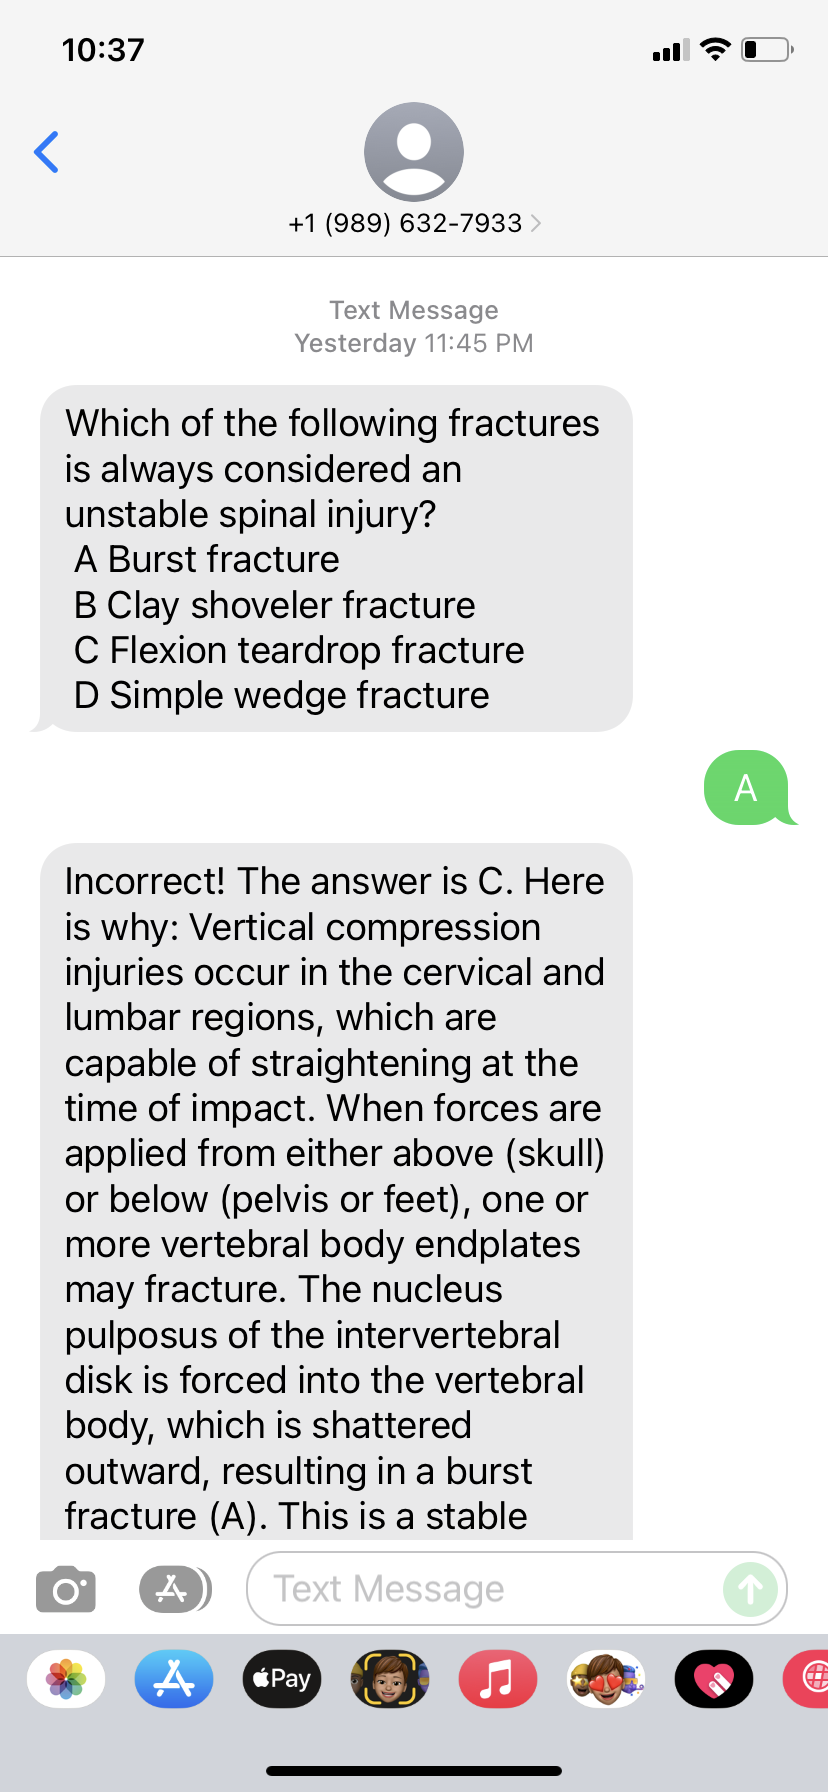 10:37
+1 (989) 632-7933
Text Message
Yesterday 11:45 PM
Which of the following fractures
is always considered an
unstable spinal injury?
A Burst fracture
B Clay shoveler fracture
C Flexion teardrop fracture
D Simple wedge fracture
A
Incorrect! The answer is C. Here
is why: Vertical compression
injuries occur in the cervical and
lumbar regions, which are
capable of straightening at the
time of impact. When forces are
applied from either above (skull)
or below (pelvis or feet), one or
more vertebral body endplates
may fracture. The nucleus
pulposus of the intervertebral
disk is forced into the vertebral
body, which is shattered
outward, resulting in a burst
fracture (A). This is a stable
Text Message
Pay